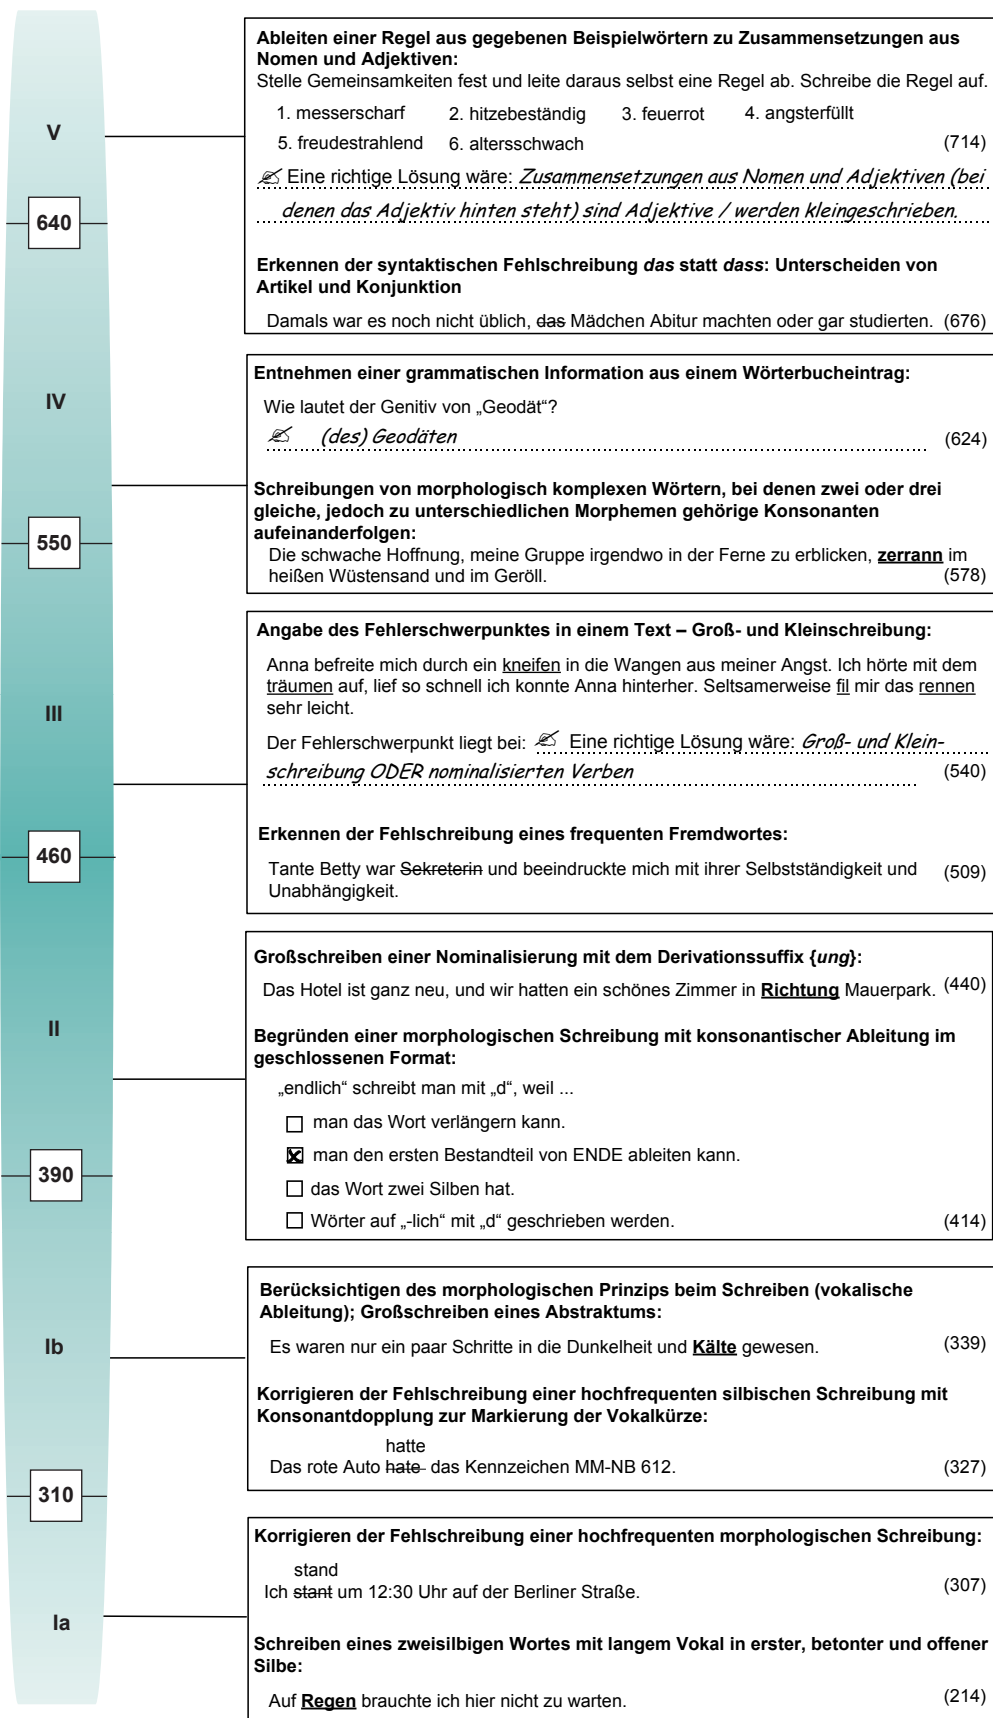 V
Ableiten einer Regel aus gegebenen Beispielwörtern zu Zusammensetzungen aus
Nomen und Adjektiven:
Stelle Gemeinsamkeiten fest und leite daraus selbst eine Regel ab. Schreibe die Regel auf.
1. messerscharf 2. hitzebeständig 3. feuerrot 4. angsterfüllt
5. freudestrahlend 6. altersschwach (714)
✍ Eine richtige Lösung wäre: Zusammensetzungen aus Nomen und Adjektiven (bei
denen das Adjektiv hinten steht) sind Adjektive / werden kleingeschrieben.
Erkennen der syntaktischen Fehlschreibung das statt dass: Unterscheiden von
Artikel und Konjunktion
Damals war es noch nicht üblich, das Mädchen Abitur machten oder gar studierten. (676)
640
IV
Entnehmen einer grammatischen Information aus einem Wörterbucheintrag:
Wie lautet der Genitiv von „Geodät“?
✍ (des) Geodäten (624)
Schreibungen von morphologisch komplexen Wörtern, bei denen zwei oder drei
gleiche, jedoch zu unterschiedlichen Morphemen gehörige Konsonanten
aufeinanderfolgen:
Die schwache Hoffnung, meine Gruppe irgendwo in der Ferne zu erblicken, zerrann im
heißen Wüstensand und im Geröll. (578)
550
III
Angabe des Fehlerschwerpunktes in einem Text – Groß- und Kleinschreibung:
Anna befreite mich durch ein kneifen in die Wangen aus meiner Angst. Ich hörte mit dem
träumen auf, lief so schnell ich konnte Anna hinterher. Seltsamerweise fil mir das rennen
sehr leicht.
Der Fehlerschwerpunkt liegt bei: ✍ Eine richtige Lösung wäre: Groß- und Klein-
schreibung ODER nominalisierten Verben (540)
Erkennen der Fehlschreibung eines frequenten Fremdwortes:
Tante Betty war Sekreterin und beeindruckte mich mit ihrer Selbstständigkeit und (509)
Unabhängigkeit.
460
II
Großschreiben einer Nominalisierung mit dem Derivationssuffix {ung}:
Das Hotel ist ganz neu, und wir hatten ein schönes Zimmer in Richtung Mauerpark. (440)
Begründen einer morphologischen Schreibung mit konsonantischer Ableitung im
geschlossenen Format:
„endlich“ schreibt man mit „d“, weil ...
☐ man das Wort verlängern kann.
☒ man den ersten Bestandteil von ENDE ableiten kann.
☐ das Wort zwei Silben hat.
☐ Wörter auf „-lich“ mit „d“ geschrieben werden. (414)
390
Ib
Berücksichtigen des morphologischen Prinzips beim Schreiben (vokalische
Ableitung); Großschreiben eines Abstraktums:
Es waren nur ein paar Schritte in die Dunkelheit und Kälte gewesen. (339)
Korrigieren der Fehlschreibung einer hochfrequenten silbischen Schreibung mit
Konsonantdopplung zur Markierung der Vokalkürze:
hatte
Das rote Auto hate das Kennzeichen MM-NB 612. (327)
310
Ia
Korrigieren der Fehlschreibung einer hochfrequenten morphologischen Schreibung:
stand
Ich stant um 12:30 Uhr auf der Berliner Straße. (307)
Schreiben eines zweisilbigen Wortes mit langem Vokal in erster, betonter und offener
Silbe:
Auf Regen brauchte ich hier nicht zu warten. (214)